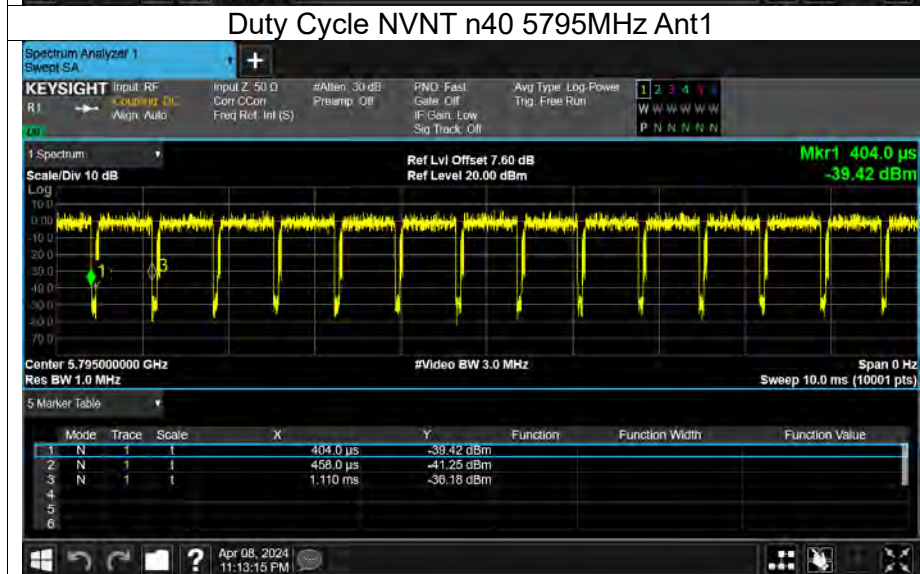 Duty Cycle NVNT n40 5795MHz Ant1
Spectrum Analyzer 1
Swept SA
+
KEYSIGHT Input: RF Input Z: 50 Ω #Atten: 30 dB PNO: Fast Avg Type: Log-Power 1 2 3 4 5 6
R L Coupling: DC Corr CCorr Preamp: Off Gate: Off Trig: Free Run W W W W W W
Align: Auto Freq Ref: Int (S) IF Gain: Low
Sig Track: Off P N N N N N
1 Spectrum Ref Lvl Offset 7.60 dB Mkr1 404.0 µs
Scale/Div 10 dB Ref Level 20.00 dBm -39.42 dBm
Log
10.0
0.00
-10.0
-20.0
-30.0
-40.0
-50.0
-60.0
-70.0
1
3
Center 5.795000000 GHz #Video BW 3.0 MHz Span 0 Hz
Res BW 1.0 MHz Sweep 10.0 ms (10001 pts)
5 Marker Table
Mode Trace Scale X Y Function Function Width Function Value
1 N 1 t 404.0 µs -39.42 dBm
2 N 1 t 458.0 µs -41.25 dBm
3 N 1 t 1.110 ms -36.18 dBm
4
5
6
? Apr 08, 2024
11:13:15 PM